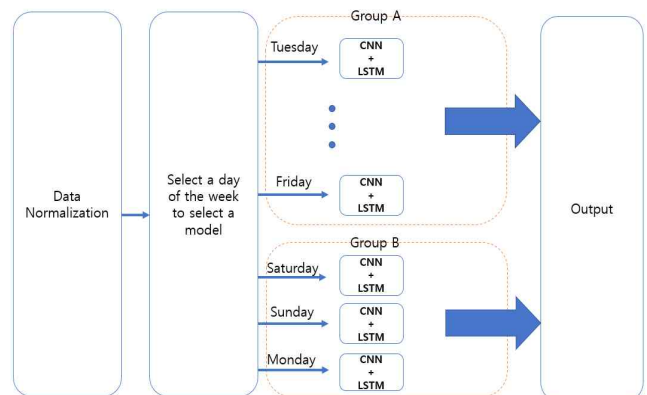 Data
Normalization
Select a day
of the week
to select a
model
Group A
Tuesday
CNN
+
LSTM
Friday
CNN
+
LSTM
Group B
Saturday
CNN
+
LSTM
Sunday
CNN
+
LSTM
Monday
CNN
+
LSTM
Output